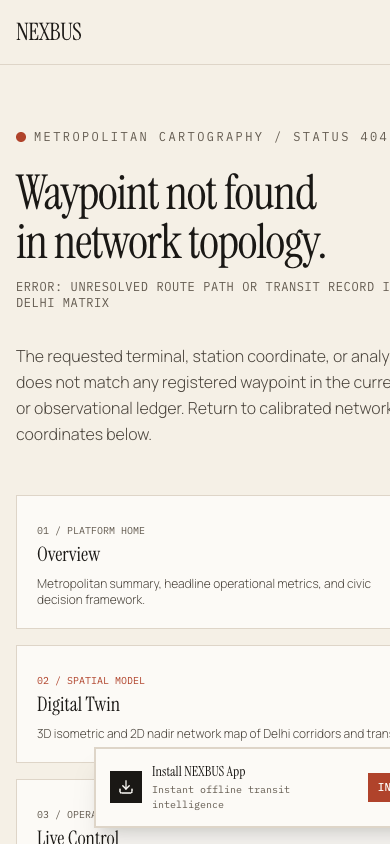 NEXBUS
METROPOLITAN CARTOGRAPHY / STATUS 404
Waypoint not found
in network topology.
ERROR: UNRESOLVED ROUTE PATH OR TRANSIT RECORD I
DELHI MATRIX
The requested terminal, station coordinate, or analy
does not match any registered waypoint in the curre
or observational ledger. Return to calibrated network
coordinates below.
01 / PLATFORM HOME
Overview
Metropolitan summary, headline operational metrics, and civic
decision framework.
02 / SPATIAL MODEL
Digital Twin
3D isometric and 2D nadir network map of Delhi corridors and tran
Install NEXBUS App
Instant offline transit
intelligence
IN
03 / OPERA
Live Control